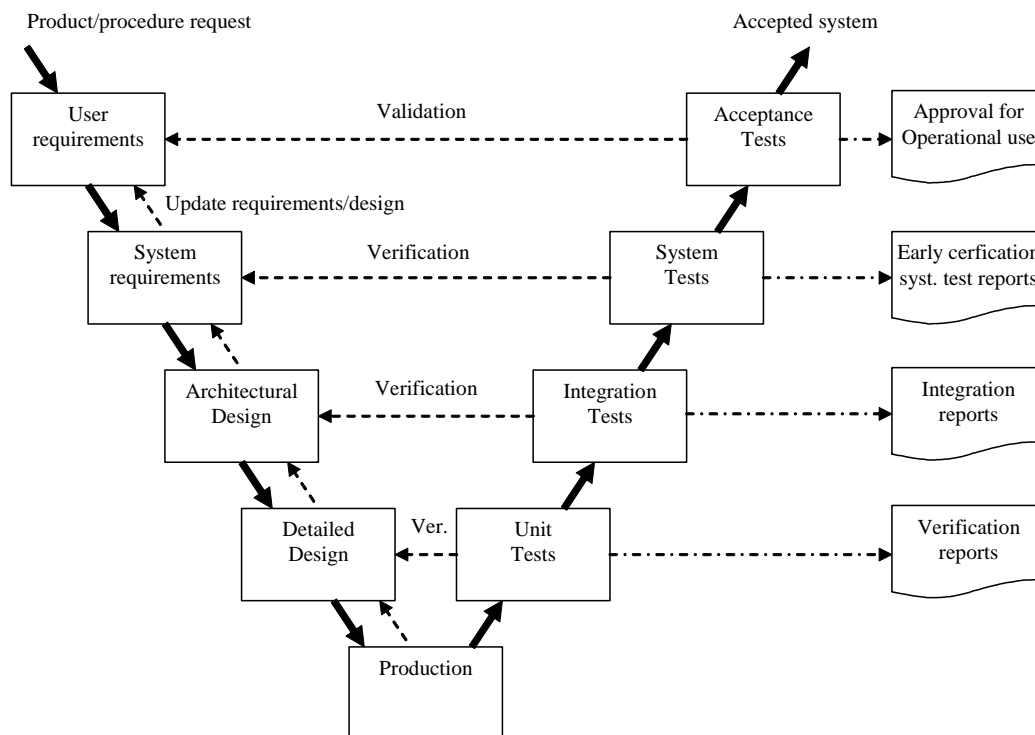 Product/procedure request
Accepted system
User
requirements
Validation
Acceptance
Tests
Approval for
Operational use
Update requirements/design
System
requirements
Verification
System
Tests
Early cerfication
syst. test reports
Architectural
Design
Verification
Integration
Tests
Integration
reports
Detailed
Design
Ver.
Unit
Tests
Verification
reports
Production